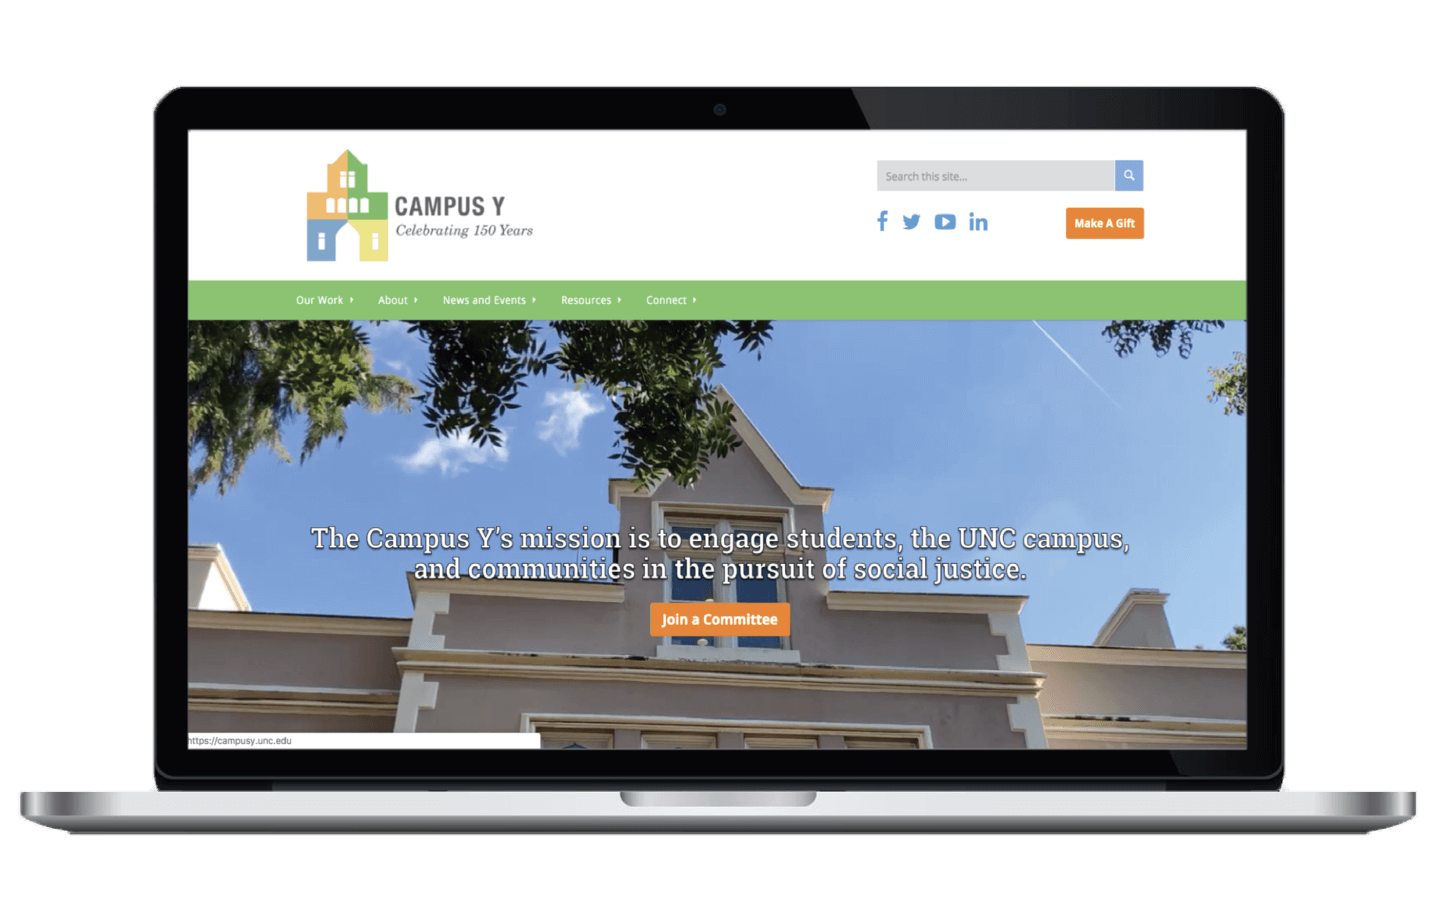 CAMPUS Y
Celebrating 150 Years
Search this site...
Make A Gift
Our Work
About
News and Events
Resources
Connect
The Campus Y's mission is to engage students, the UNC campus,
and communities in the pursuit of social justice.
Join a Committee
https://campusy.unc.edu